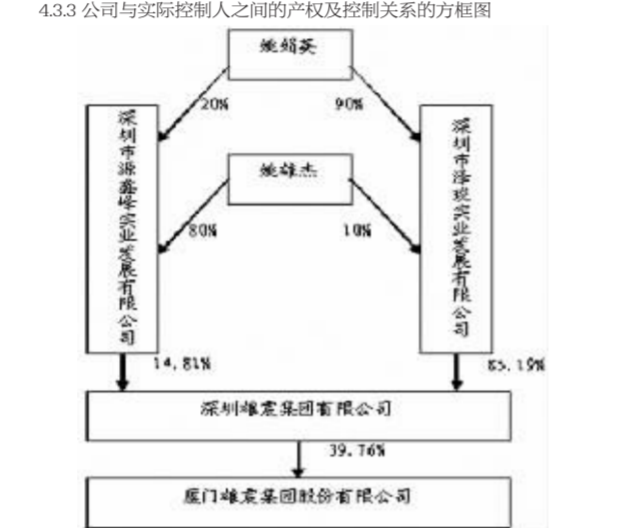 4.3.3 公司与实际控制人之间的产权及控制关系的方框图
姚娟英
20%
90%
深圳市源鑫峰实业发展有限公司
姚雄杰
深圳市泽琰实业发展有限公司
80%
10%
14.81%
85.19%
深圳雄震集团有限公司
39.76%
厦门雄震集团股份有限公司